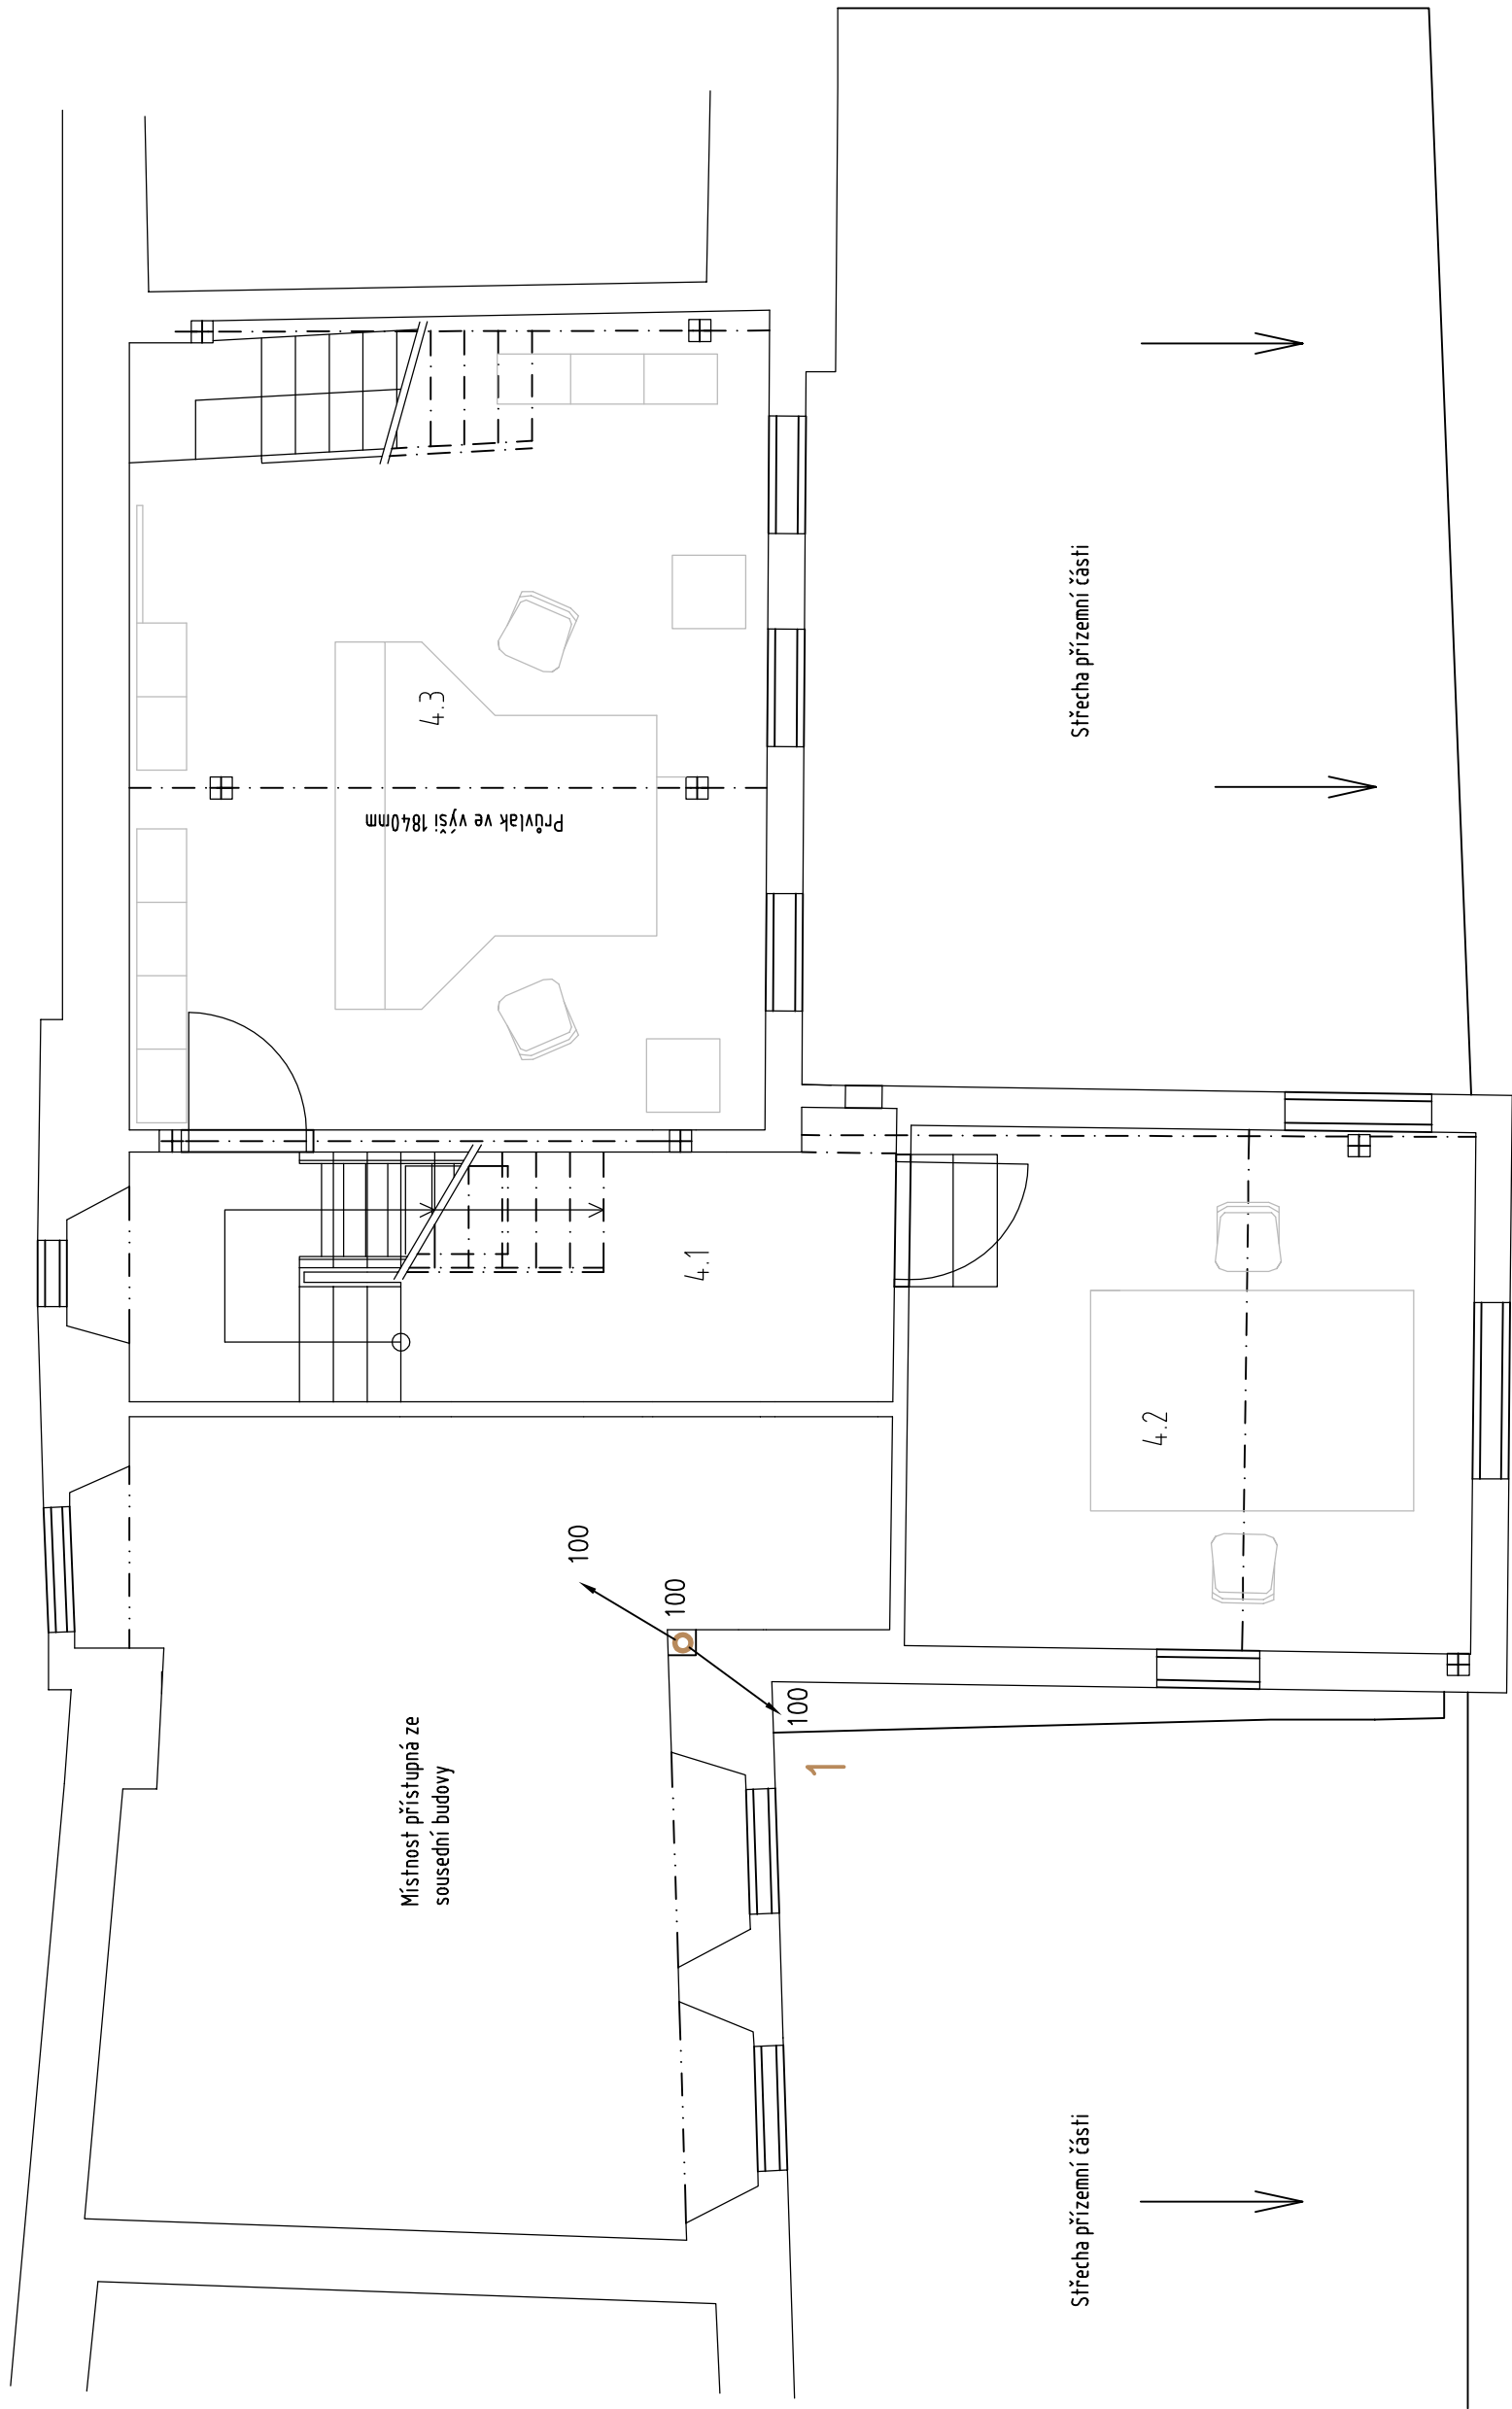 Střecha přízemní části
4.3
Průvlak ve výši 1840mm
4.1
4.2
100
100
100
1
Místnost přístupná ze
sousední budovy
Střecha přízemní části